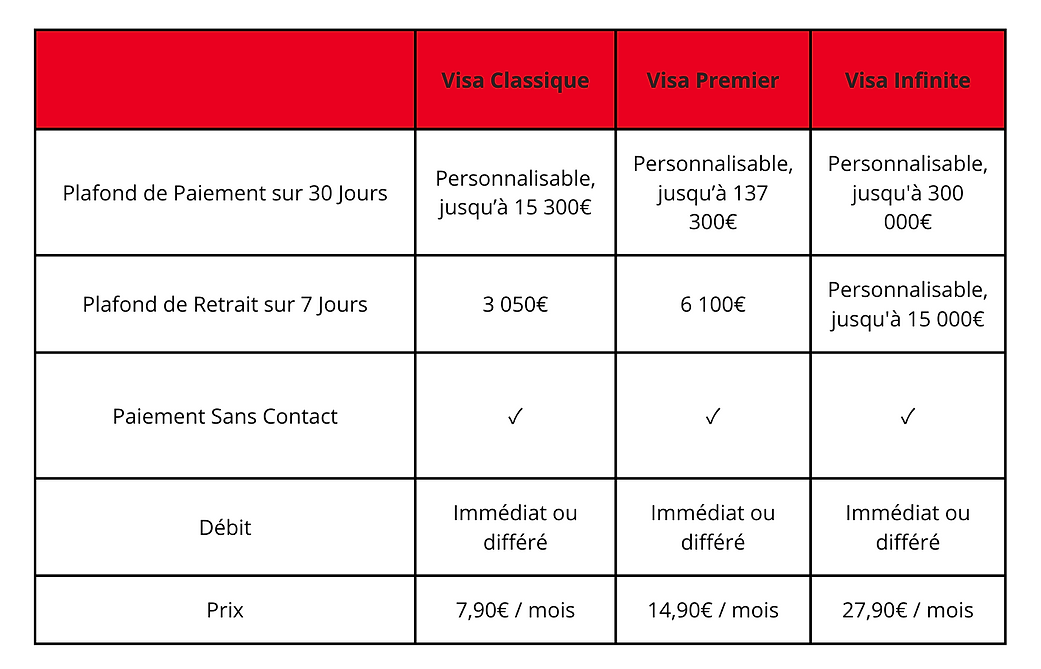 Visa Classique Visa Premier Visa Infinite
Plafond de Paiement sur 30 Jours
Personnalisable,
jusqu’à 15 300€
Personnalisable,
jusqu’à 137
300€
Personnalisable,
jusqu'à 300
000€
Plafond de Retrait sur 7 Jours
3 050€
6 100€
Personnalisable,
jusqu'à 15 000€
Paiement Sans Contact ✓ ✓ ✓
Débit
Immédiat ou
différé
Immédiat ou
différé
Immédiat ou
différé
Prix 7,90€ / mois 14,90€ / mois 27,90€ / mois